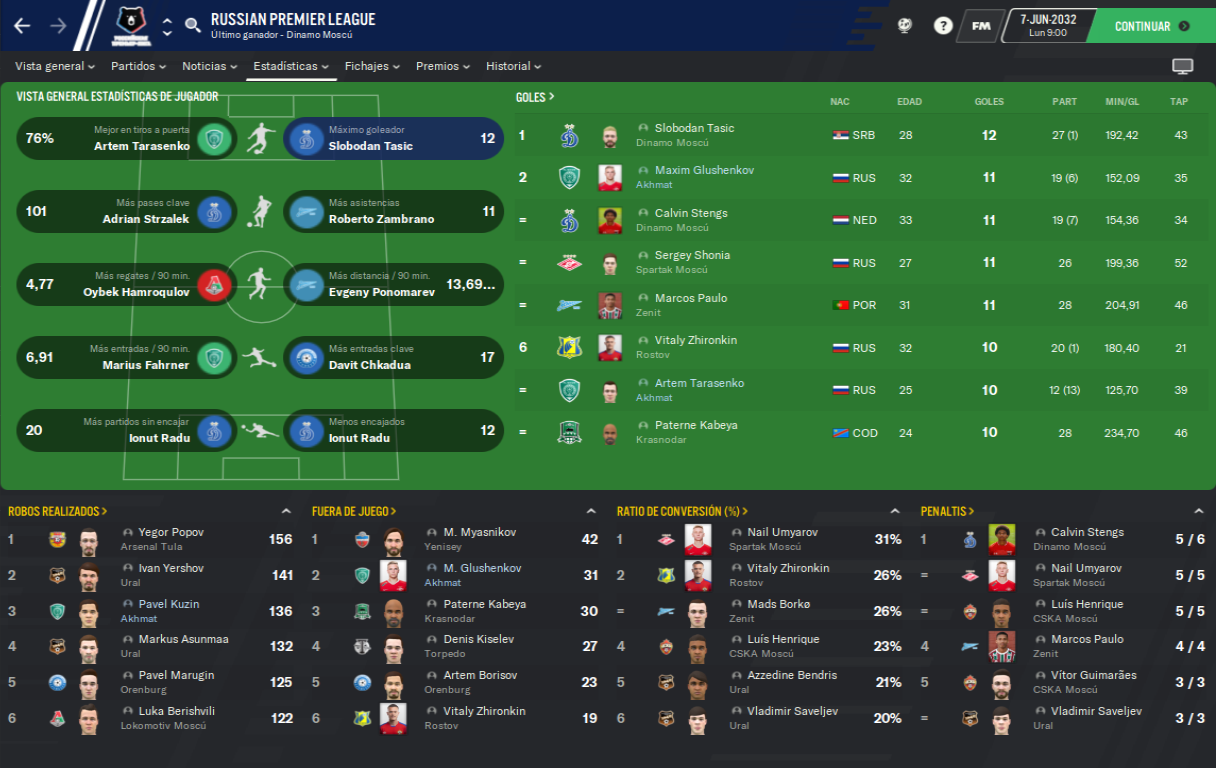 RUSSIAN PREMIER LEAGUE
Último ganador - Dinamo Moscú
?
FM
7-JUN-2032
Lun 9:00
CONTINUAR
Vista general Partidos Noticias Estadísticas Fichajes Premios Historial
VISTA GENERAL ESTADÍSTICAS DE JUGADOR
76% Mejor en tiros a puerta
Artem Tarasenko
Máximo goleador
Slobodan Tasic 12
101 Más pases clave
Adrian Strzalek
Más asistencias
Roberto Zambrano 11
4,77 Más regates / 90 min.
Oybek Hamroqulov
Más distancia / 90 min.
Evgeny Ponomarev 13,69...
6,91 Más entradas / 90 min.
Marius Fahrner
Más entradas clave
Davit Chkadua 17
20 Más partidos sin encajar
Ionut Radu
Menos encajados
Ionut Radu 12
GOLES > NAC EDAD GOLES PART MIN/GL TAP
1 Slobodan Tasic SRB 28 12 27 (1) 192,42 43
Dinamo Moscú
2 Maxim Glushenkov RUS 32 11 19 (6) 152,09 35
Akhmat
= Calvin Stengs NED 33 11 19 (7) 154,36 34
Dinamo Moscú
= Sergey Shonia RUS 27 11 26 199,36 52
Spartak Moscú
= Marcos Paulo POR 31 11 28 204,91 46
Zenit
6 Vitaly Zhironkin RUS 32 10 20 (1) 180,40 21
Rostov
= Artem Tarasenko RUS 25 10 12 (13) 125,70 39
Akhmat
= Paterne Kabeya COD 24 10 28 234,70 46
Krasnodar
ROBOS REALIZADOS >
1 Yegor Popov 156
Arsenal Tula
2 Ivan Yershov 141
Ural
3 Pavel Kuzin 136
Akhmat
4 Markus Asunmaa 132
Ural
5 Pavel Marugin 125
Orenburg
6 Luka Berishvili 122
Lokomotiv Moscú
FUERA DE JUEGO >
1 M. Myasnikov 42
Yenisey
2 M. Glushenkov 31
Akhmat
3 Paterne Kabeya 30
Krasnodar
4 Denis Kiselev 27
Torpedo
5 Artem Borisov 23
Orenburg
6 Vitaly Zhironkin 19
Rostov
RATIO DE CONVERSIÓN (%) >
1 Nail Umyarov 31%
Spartak Moscú
2 Vitaly Zhironkin 26%
Rostov
= Mads Borkø 26%
Zenit
4 Luís Henrique 23%
CSKA Moscú
5 Azzedine Bendris 21%
Ural
6 Vladimir Saveljev 20%
Ural
PENALTIS >
1 Calvin Stengs 5 / 6
Dinamo Moscú
= Nail Umyarov 5 / 5
Spartak Moscú
= Luís Henrique 5 / 5
CSKA Moscú
4 Marcos Paulo 4 / 4
Zenit
5 Vítor Guimarães 3 / 3
CSKA Moscú
= Vladimir Saveljev 3 / 3
Ural